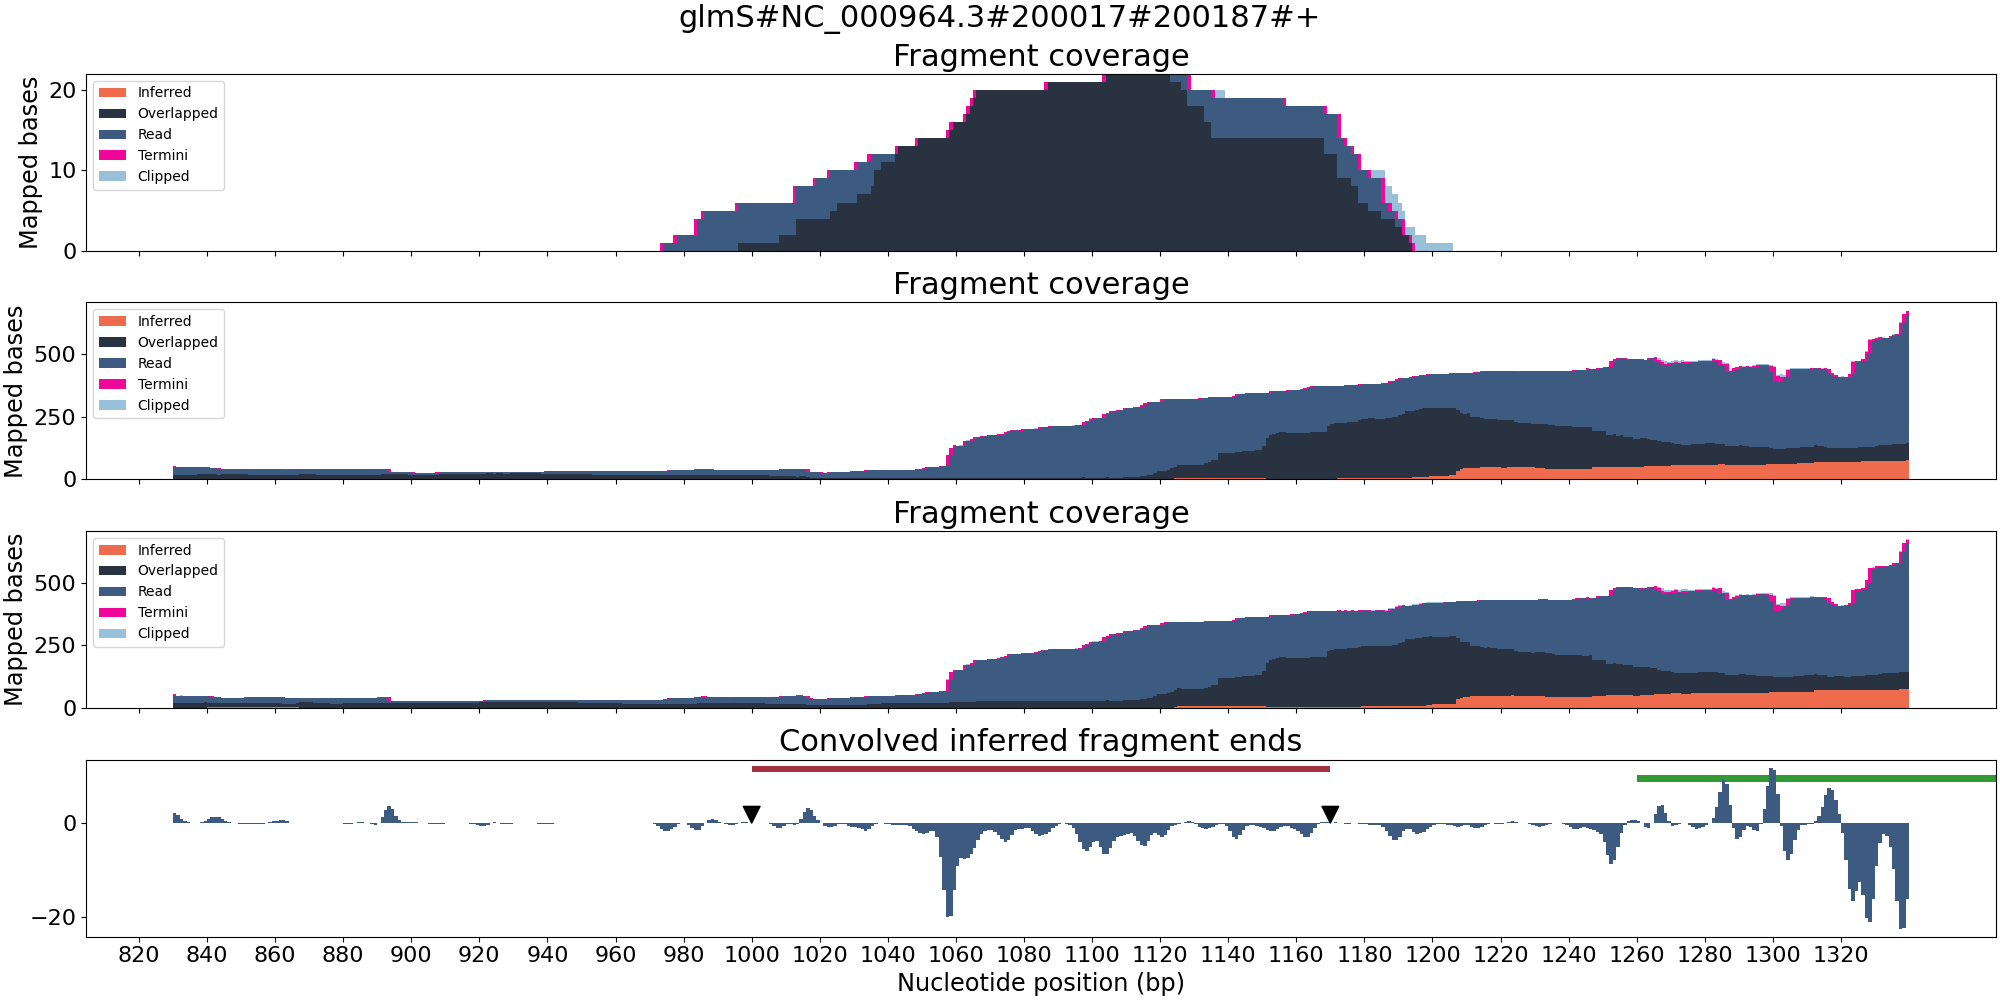 glmS#NC_000964.3#200017#200187#+
Fragment coverage
Mapped bases
20
10
0
Inferred
Overlapped
Read
Termini
Clipped
Fragment coverage
Mapped bases
500
250
0
Inferred
Overlapped
Read
Termini
Clipped
Fragment coverage
Mapped bases
500
250
0
Inferred
Overlapped
Read
Termini
Clipped
Convolved inferred fragment ends
0
−20
820 840 860 880 900 920 940 960 980 1000 1020 1040 1060 1080 1100 1120 1140 1160 1180 1200 1220 1240 1260 1280 1300 1320
Nucleotide position (bp)